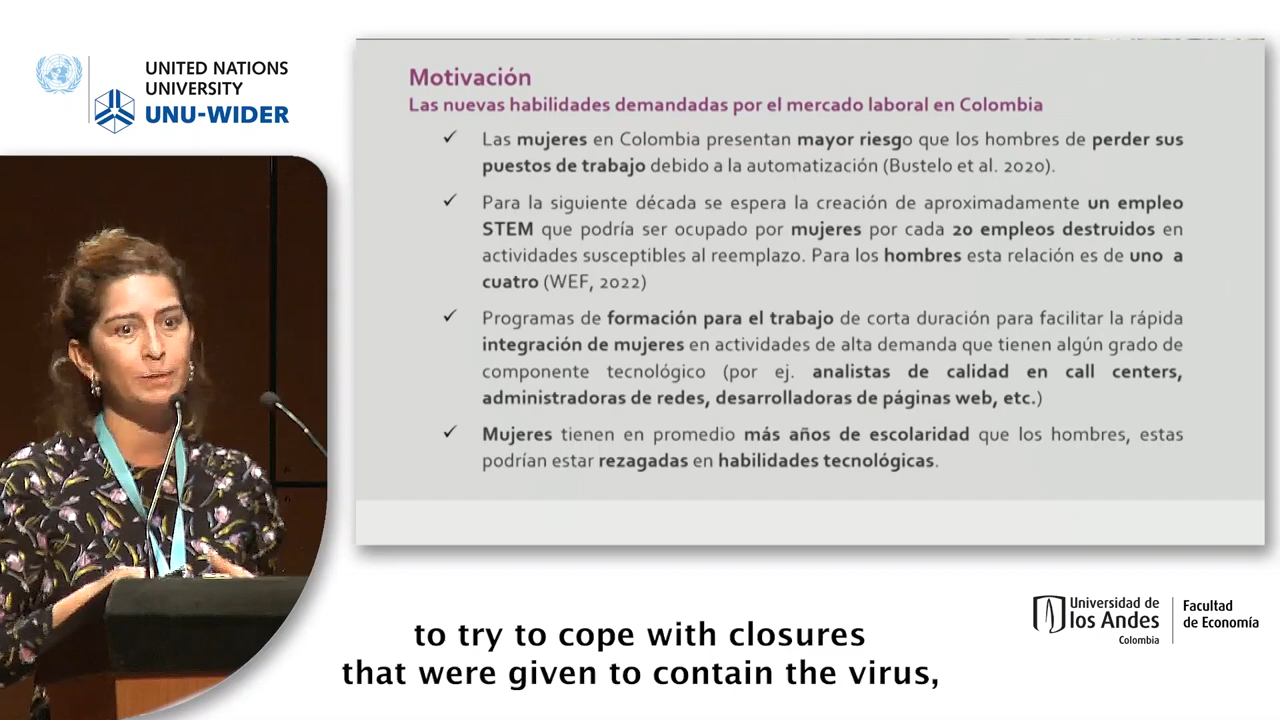 UNITED NATIONS
UNIVERSITY
UNU-WIDER
Motivación
Las nuevas habilidades demandadas por el mercado laboral en Colombia
✓ Las mujeres en Colombia presentan mayor riesgo que los hombres de perder sus
puestos de trabajo debido a la automatización (Bustelo et al. 2020).
✓ Para la siguiente década se espera la creación de aproximadamente un empleo
STEM que podría ser ocupado por mujeres por cada 20 empleos destruidos en
actividades susceptibles al reemplazo. Para los hombres esta relación es de uno a
cuatro (WEF, 2022)
✓ Programas de formación para el trabajo de corta duración para facilitar la rápida
integración de mujeres en actividades de alta demanda que tienen algún grado de
componente tecnológico (por ej. analistas de calidad en call centers,
administradoras de redes, desarrolladoras de páginas web, etc.)
✓ Mujeres tienen en promedio más años de escolaridad que los hombres, estas
podrían estar rezagadas en habilidades tecnológicas.
Universidad de
los Andes
Colombia
Facultad
de Economía
to try to cope with closures
that were given to contain the virus,